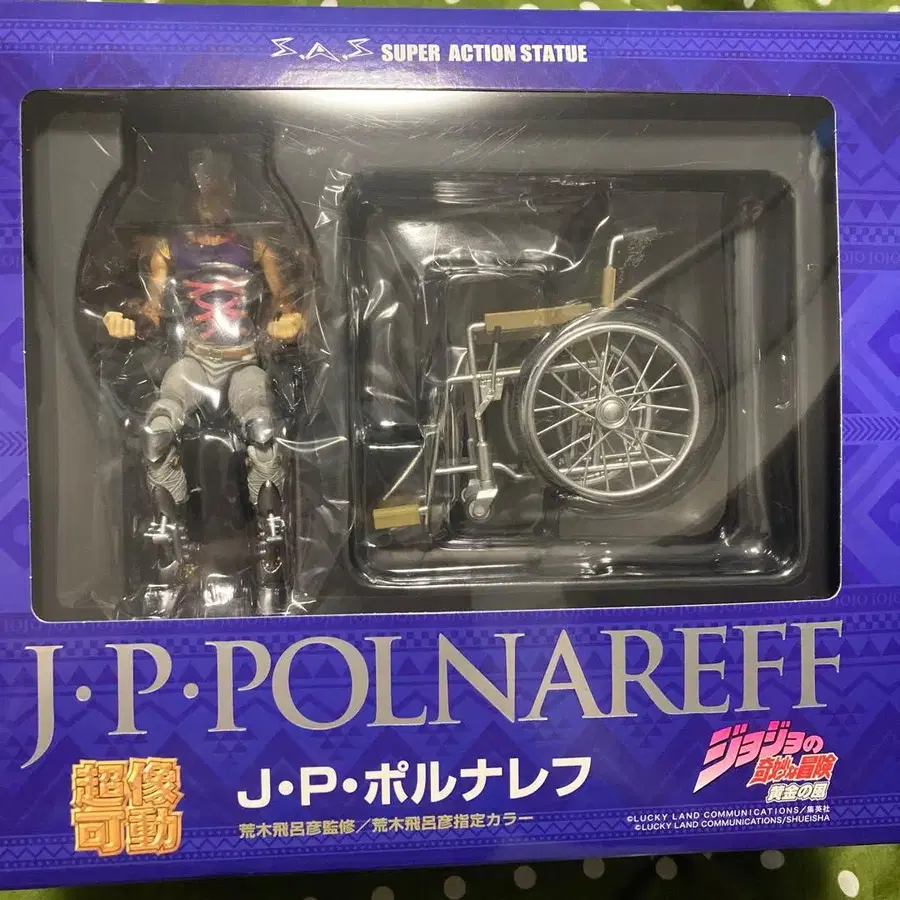 S.A.S SUPER ACTION STATUE
J・P・POLNAREFF
超像可動
J・P・ポルナレフ
荒木飛呂彦監修／荒木飛呂彦指定カラー
ジョジョの
奇妙な冒険
黄金の風
©LUCKY LAND COMMUNICATIONS/集英社
©LUCKY LAND COMMUNICATIONS/SHUEISHA